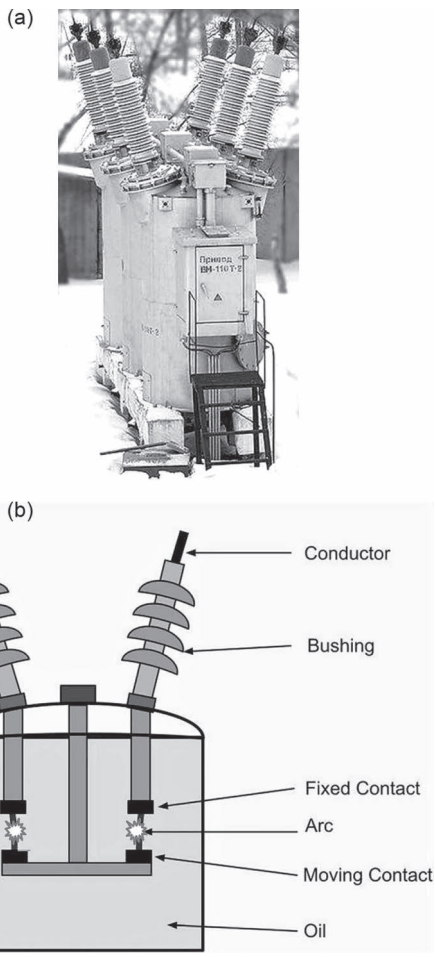 (a)
Привод
ВМ-110Т-2
(b)
Conductor
Bushing
Fixed Contact
Arc
Moving Contact
Oil